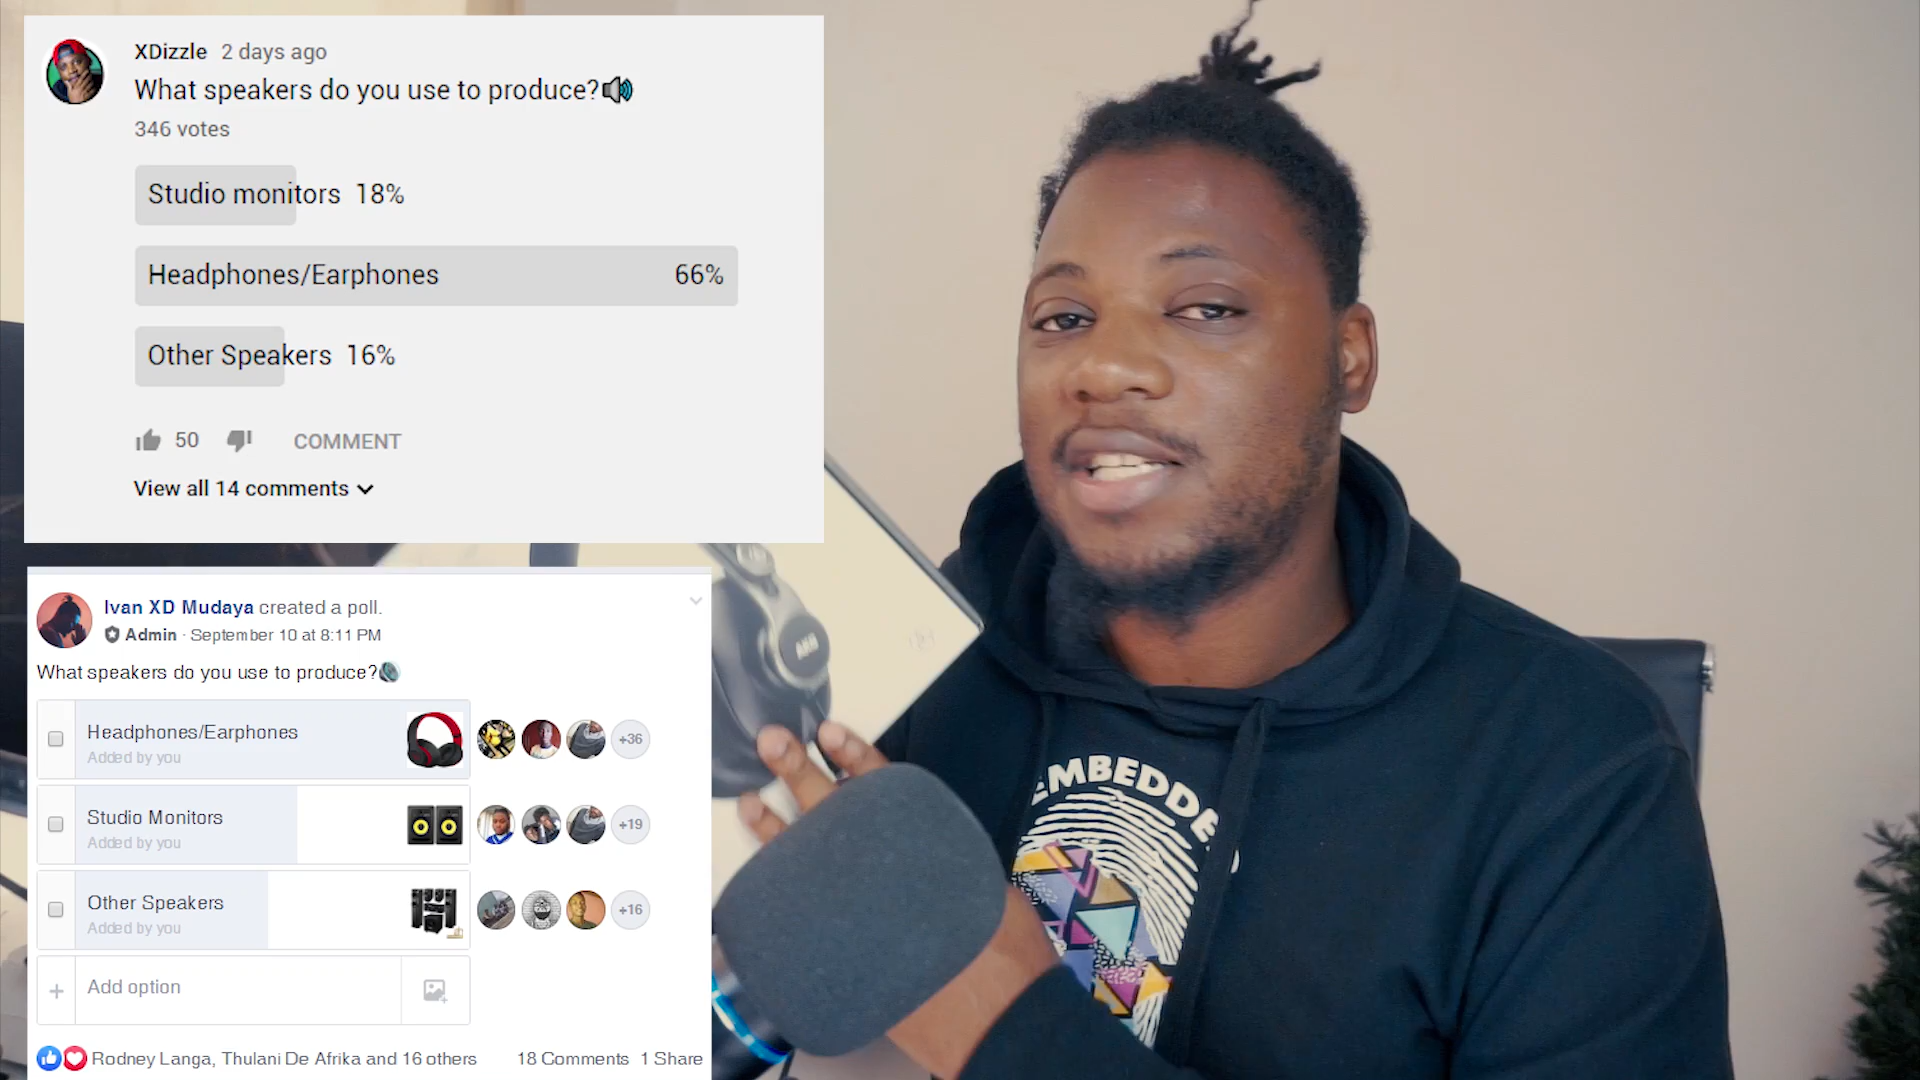 XDizzle 2 days ago
What speakers do you use to produce?🔊
346 votes
Studio monitors 18%
Headphones/Earphones 66%
Other Speakers 16%
50 COMMENT
View all 14 comments
Ivan XD Mudaya created a poll.
Admin · September 10 at 8:11 PM
What speakers do you use to produce?🔊
Headphones/Earphones
Added by you
+36
Studio Monitors
Added by you
+19
Other Speakers
Added by you
+16
+ Add option
Rodney Langa, Thulani De Afrika and 16 others 18 Comments 1 Share
AKG
EMBEDDE